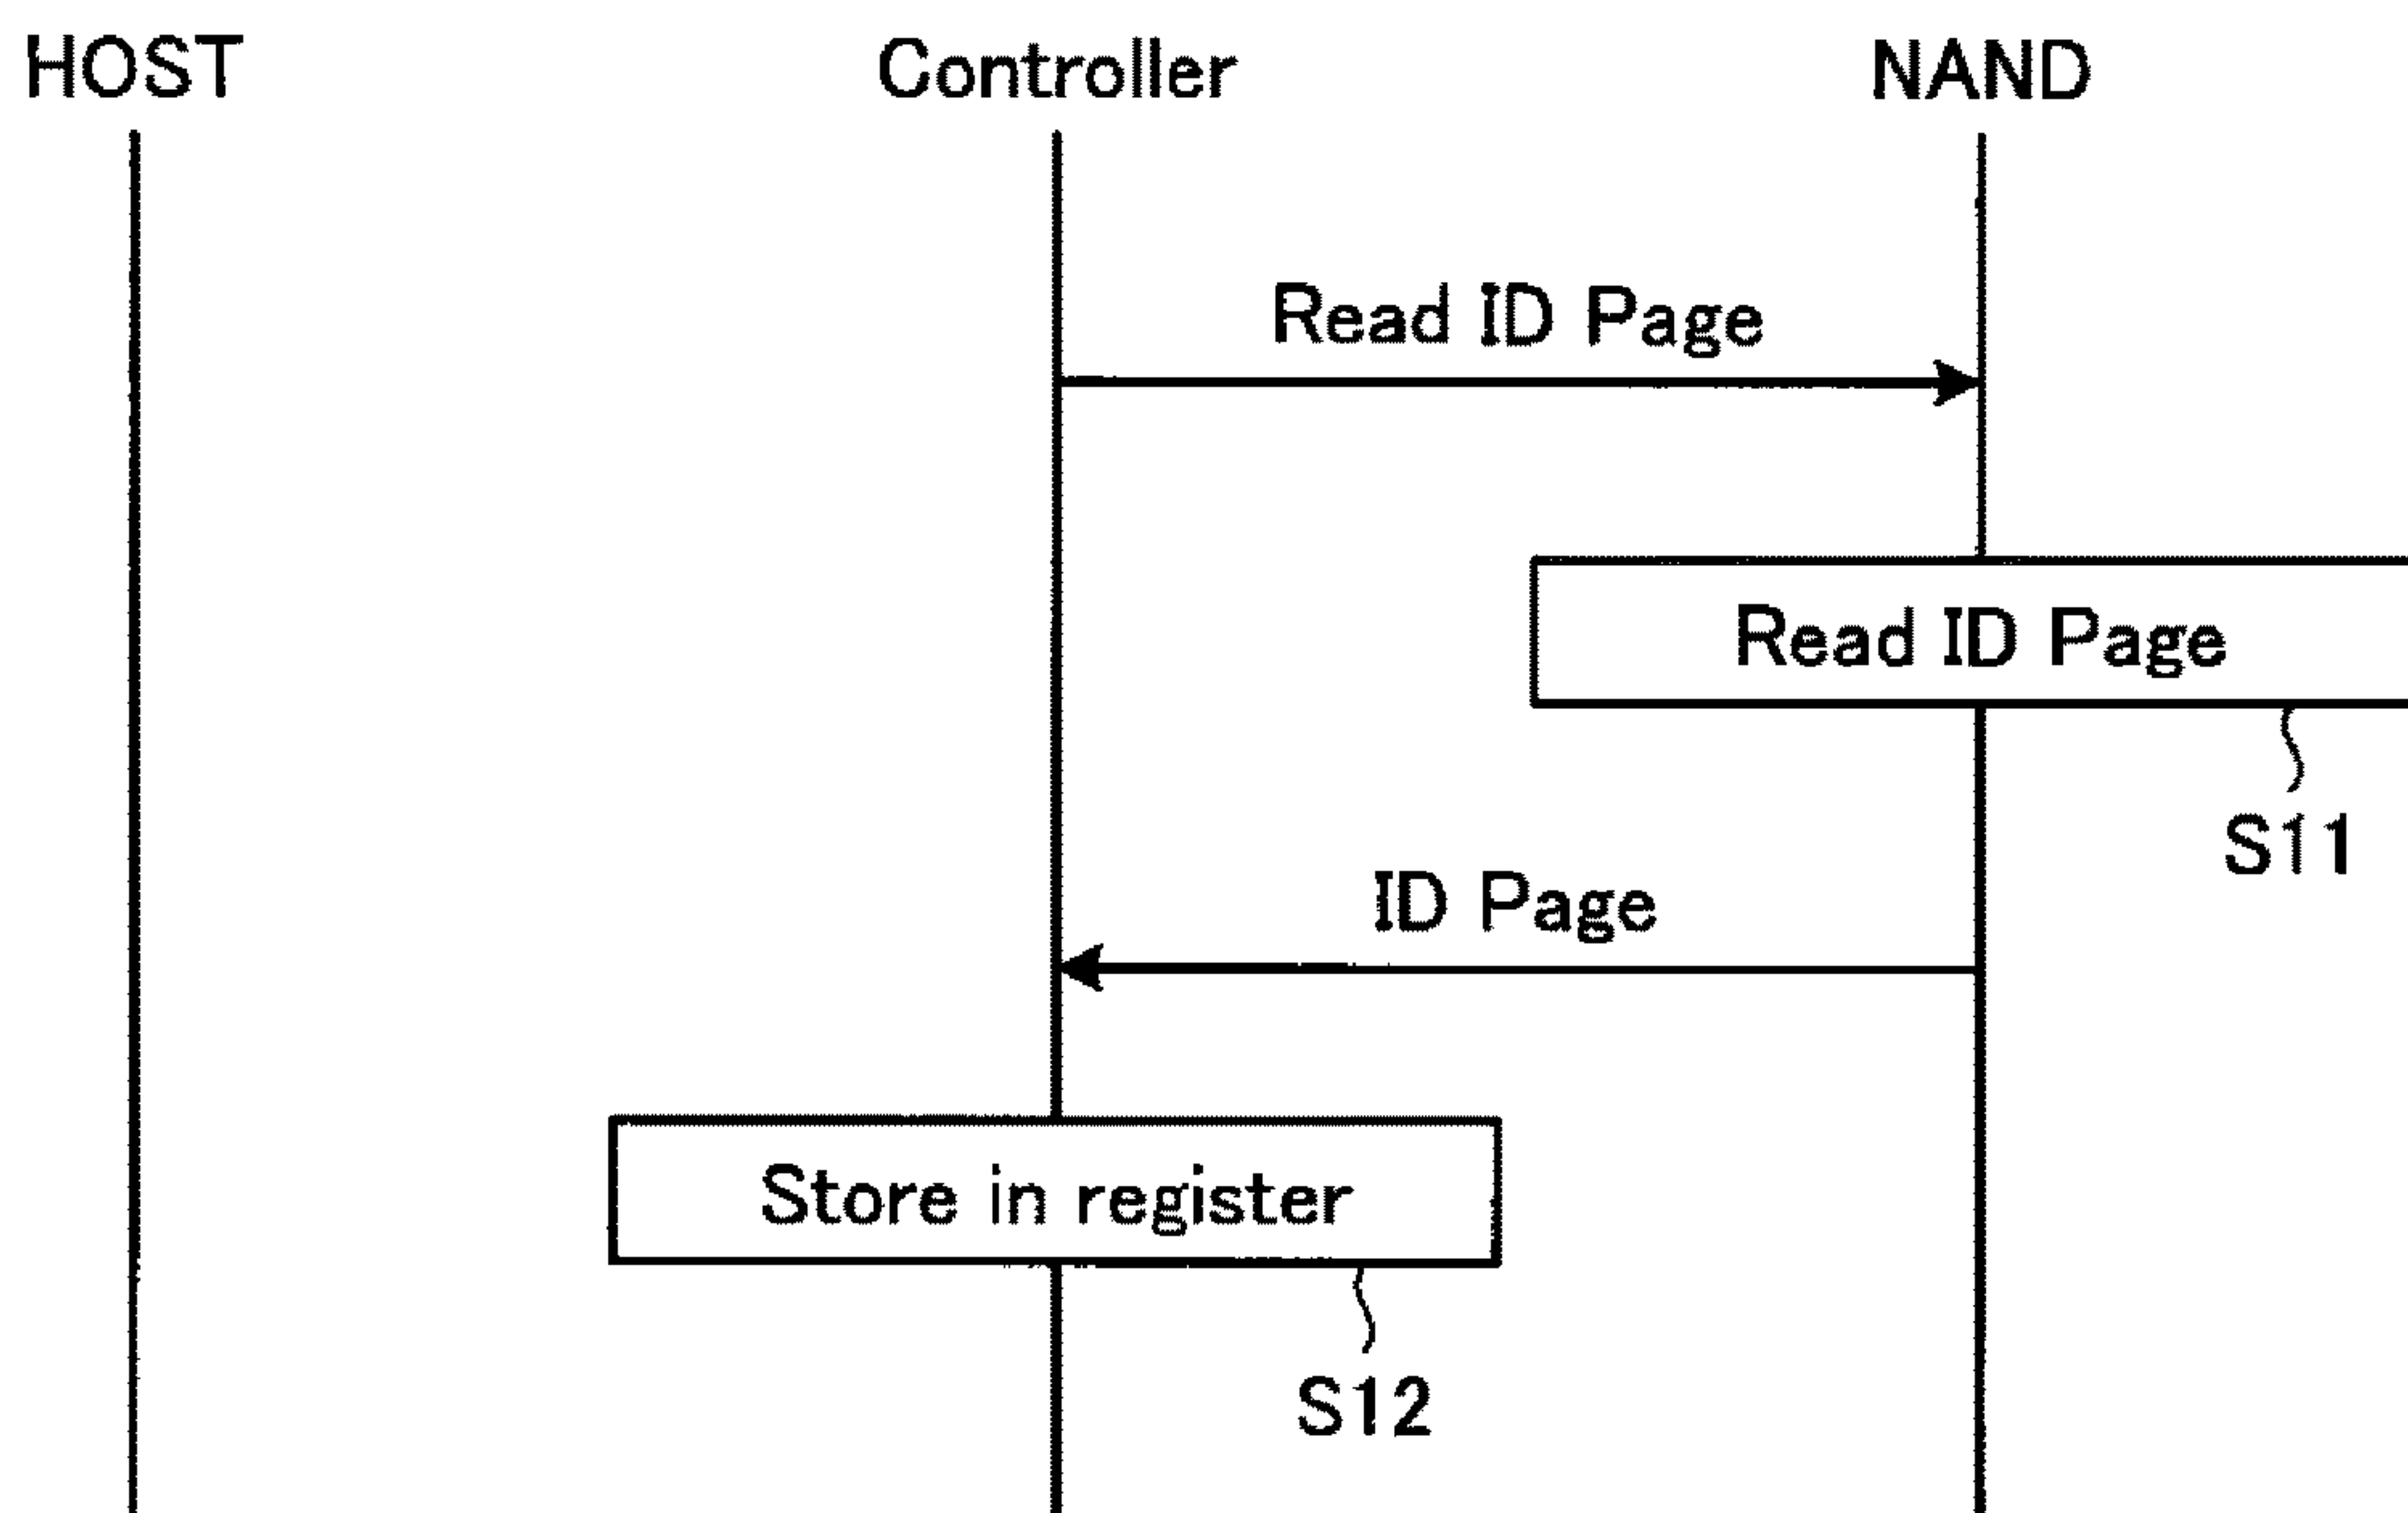 HOST Controller NAND
Read ID Page
Read ID Page
S11
ID Page
Store in register
S12